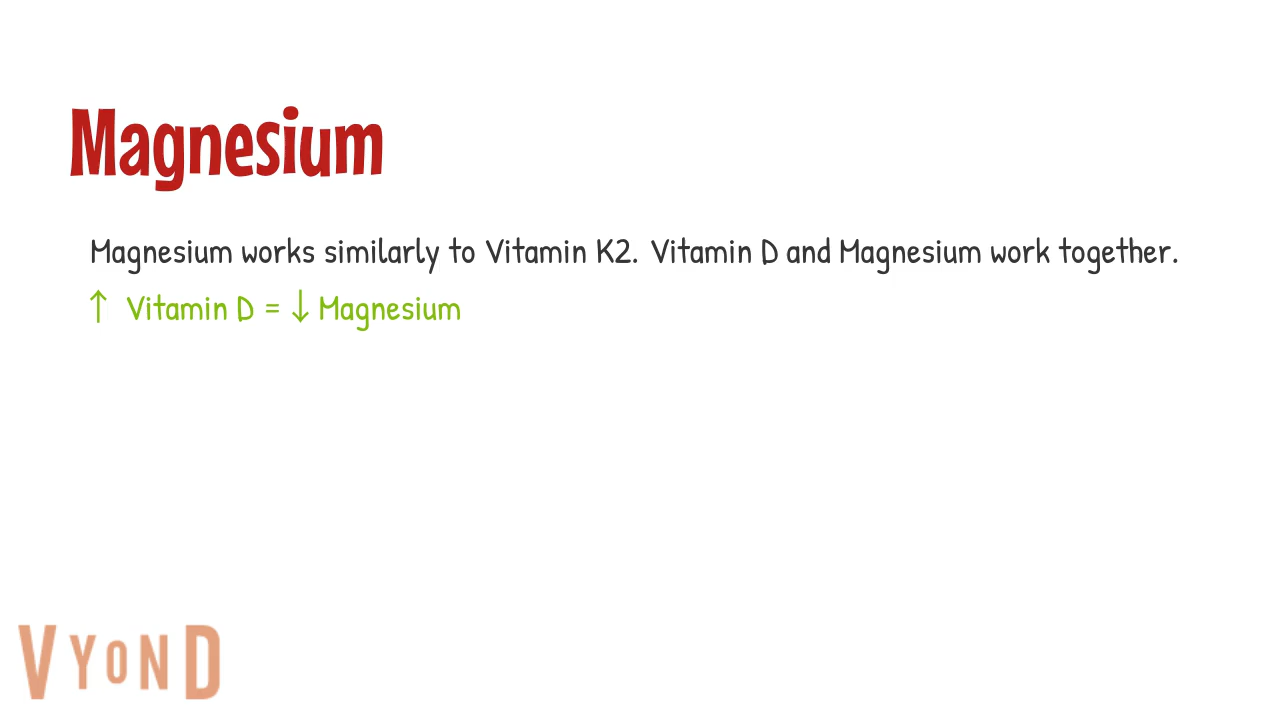 Magnesium
Magnesium works similarly to Vitamin K2. Vitamin D and Magnesium work together.
↑ Vitamin D = ↓ Magnesium
VYOND